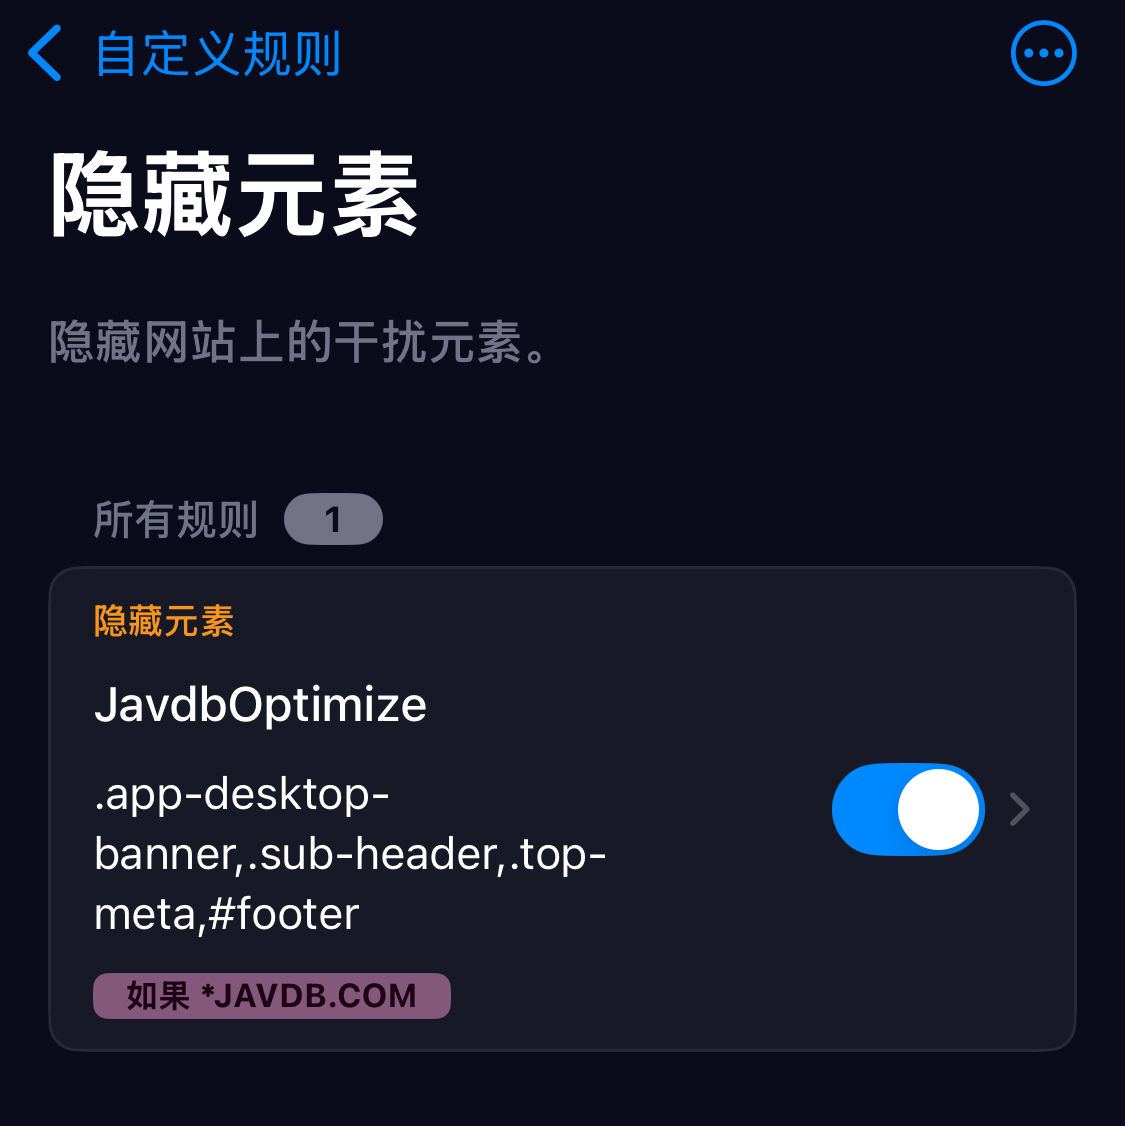 自定义规则
隐藏元素
隐藏网站上的干扰元素。
所有规则 1
隐藏元素
JavdbOptimize
.app-desktop-
banner,.sub-header,.top-
meta,#footer
如果 *JAVDB.COM